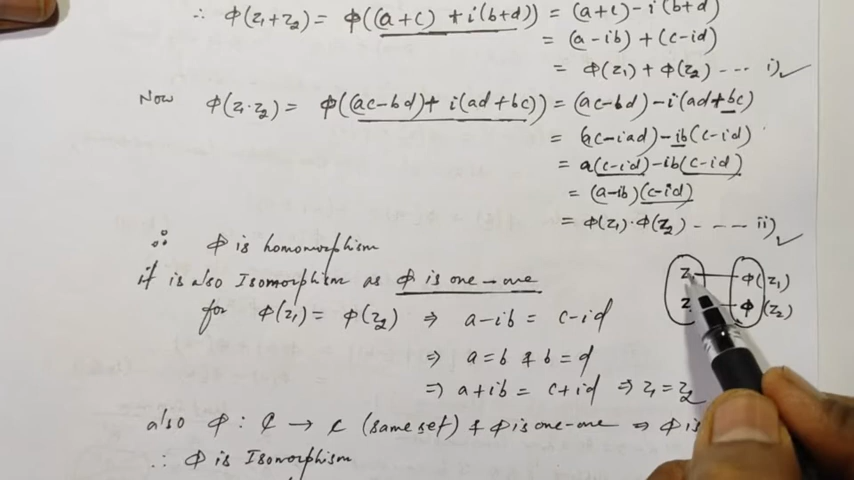 ∴ φ(z₁+z₂) = φ((a+c) + i(b+d)) = (a+c) - i(b+d)
= (a-ib) + (c-id)
= φ(z₁) + φ(z₂) --- i)
Now φ(z₁·z₂) = φ((ac-bd)+ i(ad+bc)) = (ac-bd) - i(ad+bc)
= (ac-iad) - ib(c-id)
= a(c-id) - ib(c-id)
= (a-ib)(c-id)
= φ(z₁)·φ(z₂) - - - - ii)
∴ φ is homomorphism
it is also Isomorphism as φ is one-one
z₁ φ(z₁)
for φ(z₁) = φ(z₂) ⇒ a-ib = c-id
φ(z₂)
⇒ a=b & b=d
⇒ a+ib = c+id ⇒ z₁ = z₂
also φ : ₵ → ₵ (same set) & φ is one-one ⇒ φ is
∴ φ is Isomorphism